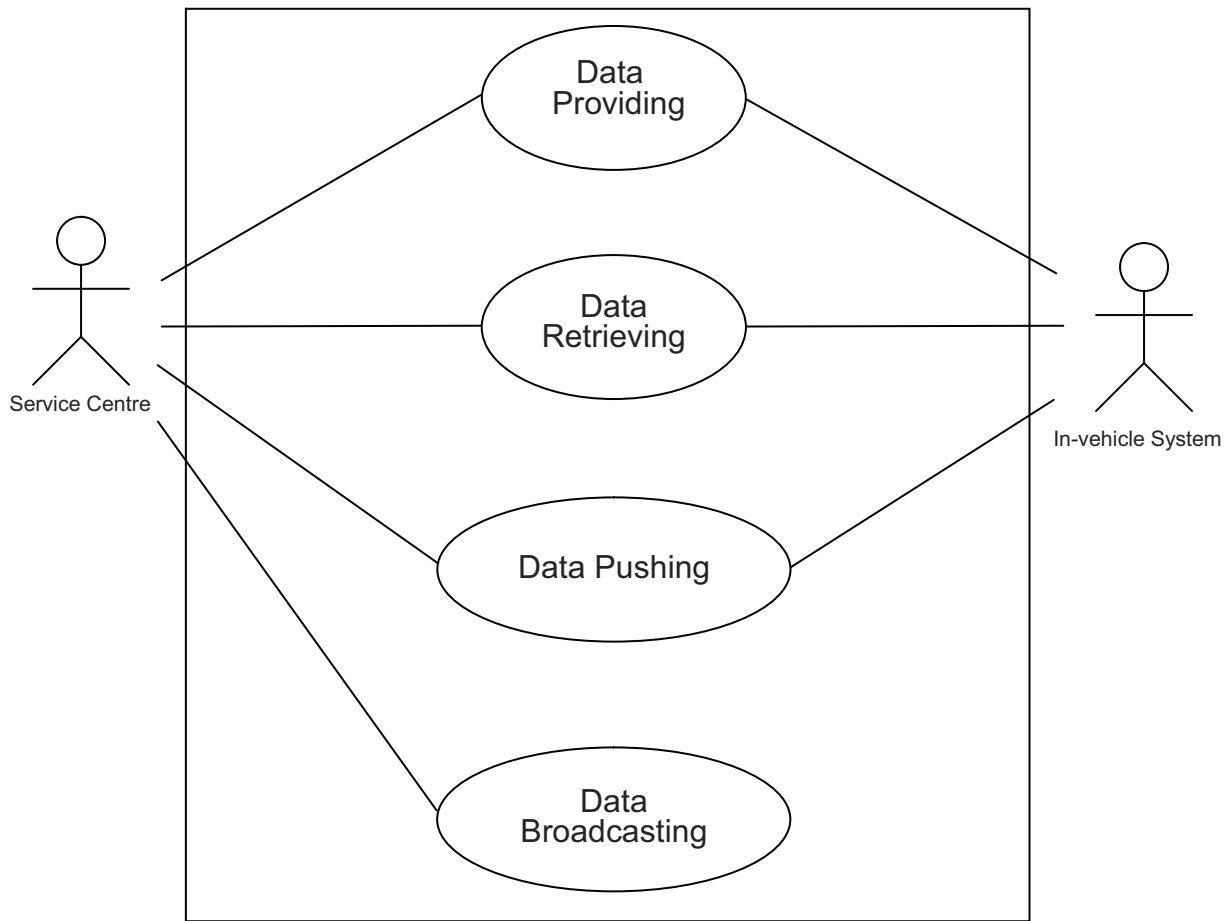 Data
Providing
Data
Retrieving
Service Centre
In-vehicle System
Data Pushing
Data
Broadcasting